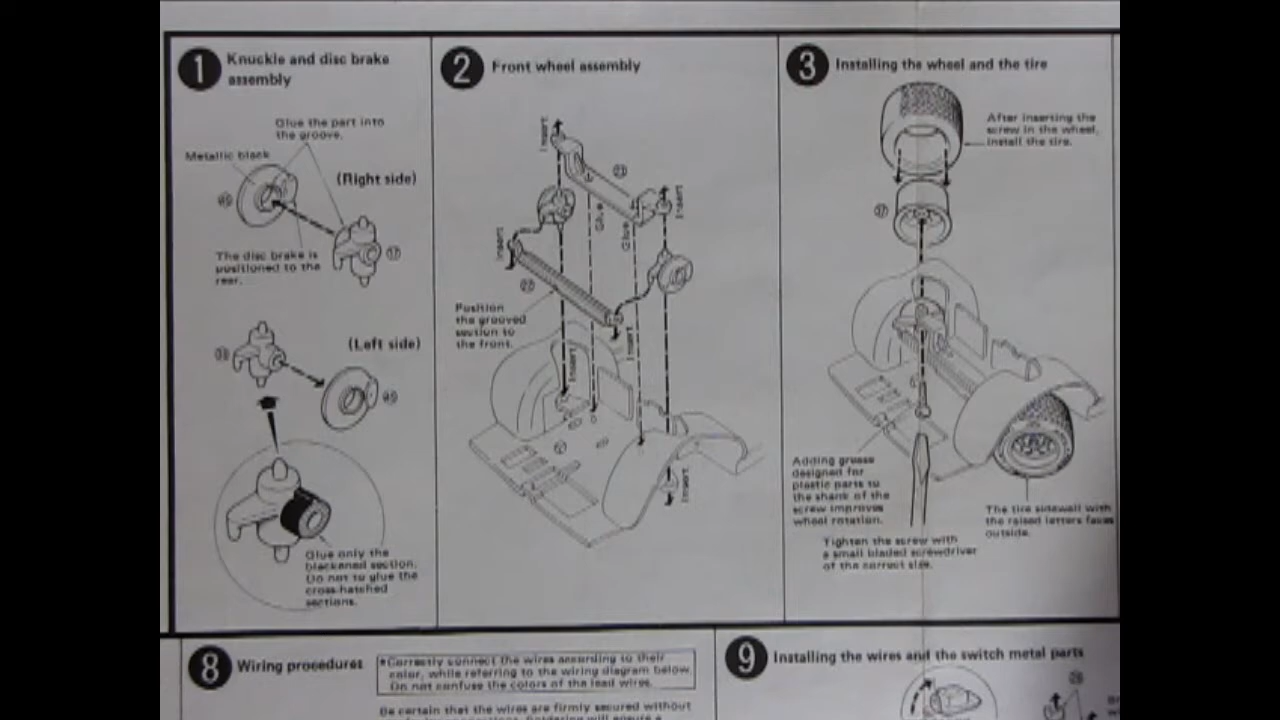 1 Knuckle and disc brake
assembly
Glue the part into
the groove.
Metallic black
(Right side)
The disc brake is
positioned to the
rear.
(Left side)
Glue only the
blackened section.
Do not to glue the
cross-hatched
sections.
2 Front wheel assembly
Insert
Insert
Glue
Glue
Insert
Insert
Insert
Insert
Position
the grooved
section to
the front.
3 Installing the wheel and the tire
After inserting the
screw in the wheel,
install the tire.
Adding grease
designed for
plastic parts to
the shank of the
screw improves
wheel rotation.
Tighten the screw with
a small bladed screwdriver
of the correct size.
The tire sidewall with
the raised letters faces
outside.
8 Wiring procedures
*Correctly connect the wires according to their
color, while referring to the wiring diagram below.
Do not confuse the colors of the lead wires.
Be certain that the wires are firmly secured without
9 Installing the wires and the switch metal parts